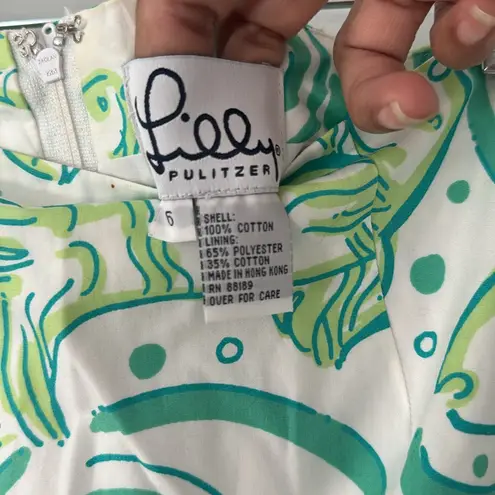 Lilly®
PULITZER
6
SHELL:
100% COTTON
LINING:
65% POLYESTER
35% COTTON
MADE IN HONG KONG
RN 88189
OVER FOR CARE